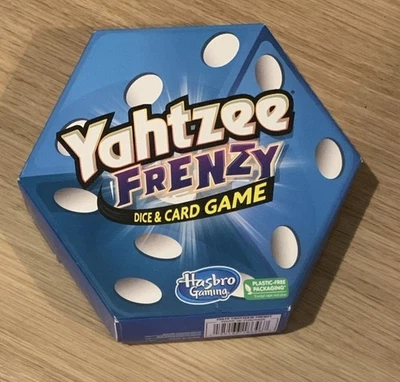 Yahtzee
FRENZY
DICE & CARD GAME
Hasbro
Gaming
PLASTIC-FREE
PACKAGING